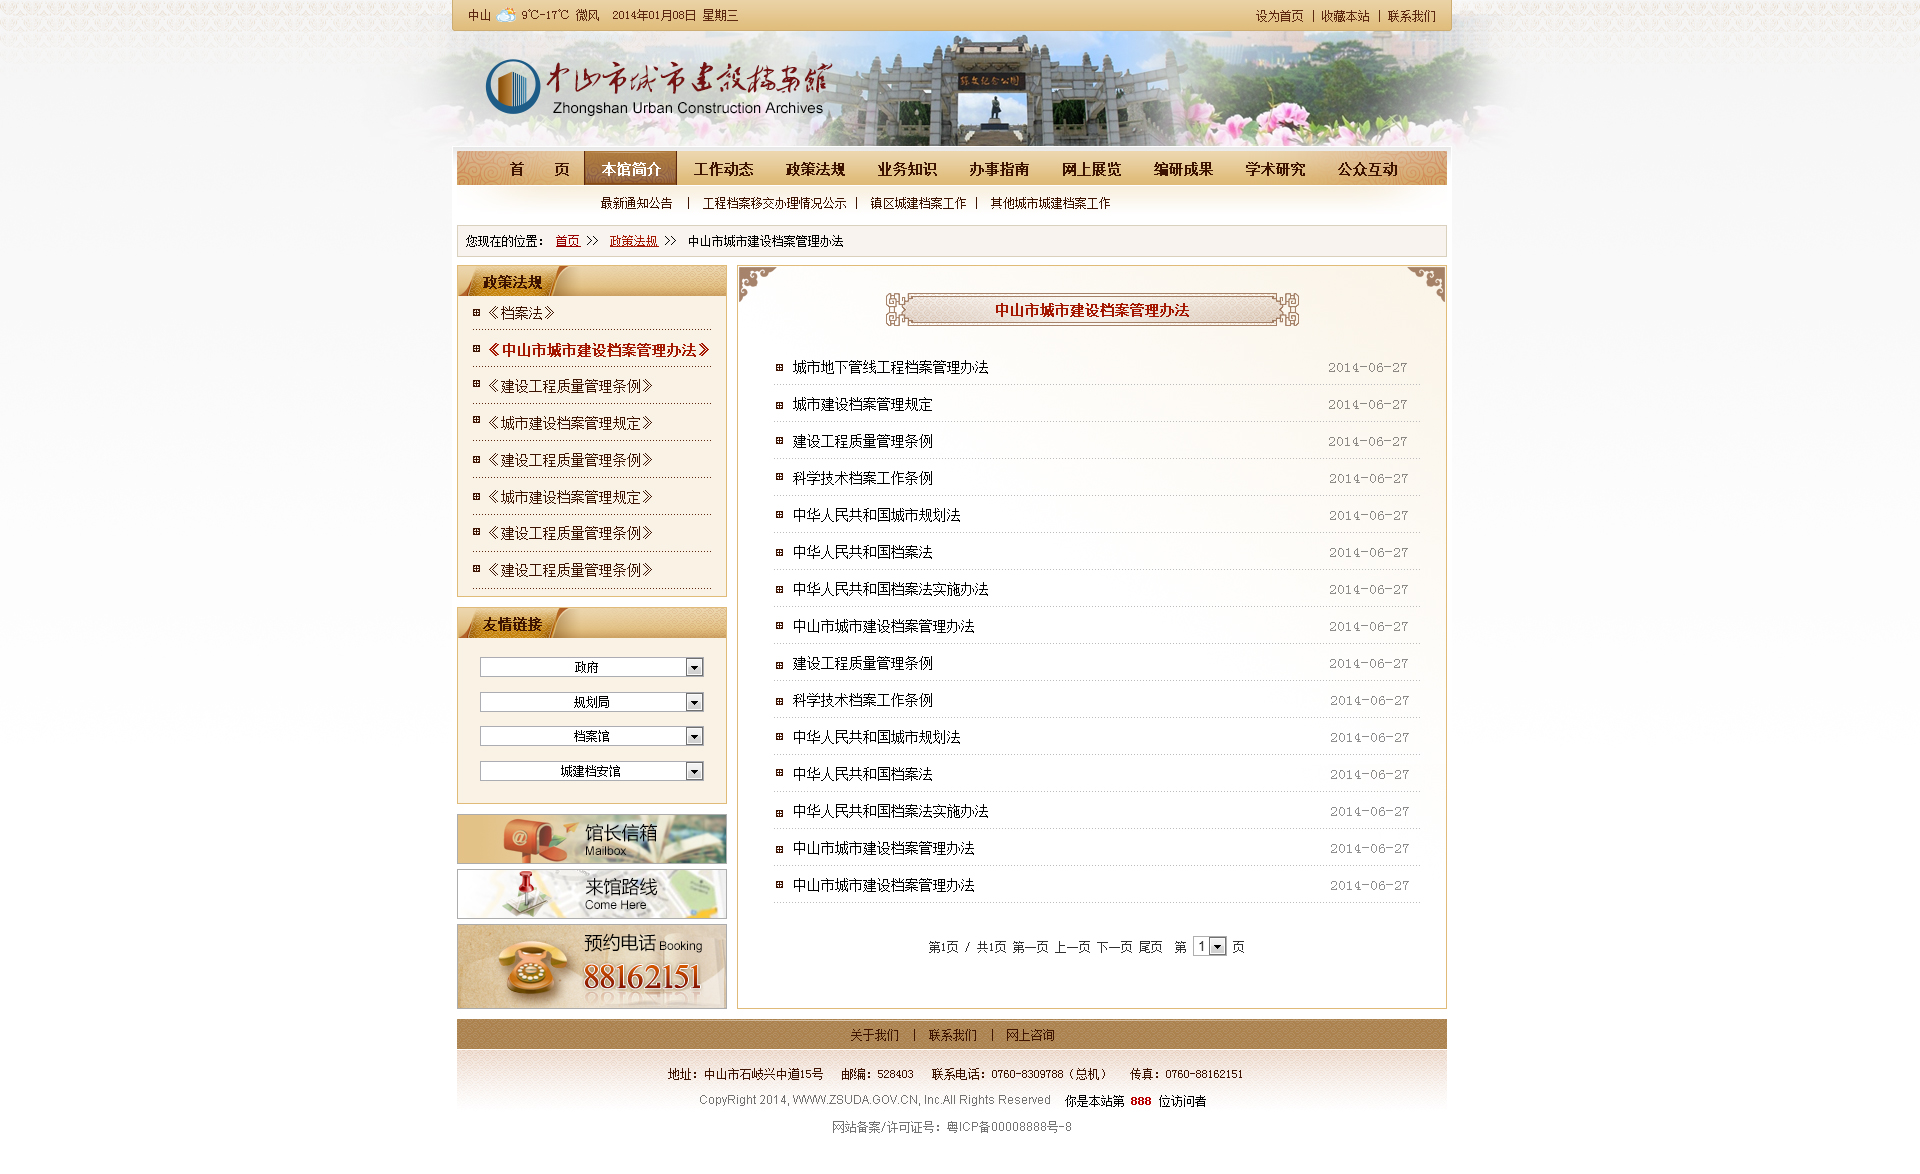 中山 9℃-17℃ 微风 2014年01月08日 星期三
设为首页 | 收藏本站 | 联系我们
中山市城市建设档案馆
Zhongshan Urban Construction Archives
孫文纪念公園
首 页 本馆简介 工作动态 政策法规 业务知识 办事指南 网上展览 编研成果 学术研究 公众互动
最新通知公告 | 工程档案移交办理情况公示 | 镇区城建档案工作 | 其他城市城建档案工作
您现在的位置： 首页 >> 政策法规 >> 中山市城市建设档案管理办法
政策法规
《档案法》
《中山市城市建设档案管理办法》
《建设工程质量管理条例》
《城市建设档案管理规定》
《建设工程质量管理条例》
《城市建设档案管理规定》
《建设工程质量管理条例》
《建设工程质量管理条例》
友情链接
政府
规划局
档案馆
城建档安馆
馆长信箱
Mailbox
来馆路线
Come Here
预约电话 Booking
88162151
中山市城市建设档案管理办法
城市地下管线工程档案管理办法 2014-06-27
城市建设档案管理规定 2014-06-27
建设工程质量管理条例 2014-06-27
科学技术档案工作条例 2014-06-27
中华人民共和国城市规划法 2014-06-27
中华人民共和国档案法 2014-06-27
中华人民共和国档案法实施办法 2014-06-27
中山市城市建设档案管理办法 2014-06-27
建设工程质量管理条例 2014-06-27
科学技术档案工作条例 2014-06-27
中华人民共和国城市规划法 2014-06-27
中华人民共和国档案法 2014-06-27
中华人民共和国档案法实施办法 2014-06-27
中山市城市建设档案管理办法 2014-06-27
中山市城市建设档案管理办法 2014-06-27
第1页 / 共1页 第一页 上一页 下一页 尾页 第 1 页
关于我们 | 联系我们 | 网上咨询
地址：中山市石岐兴中道15号 邮编：528403 联系电话：0760-8309788（总机） 传真：0760-88162151
CopyRight 2014, WWW.ZSUDA.GOV.CN, Inc.All Rights Reserved 你是本站第 888 位访问者
网站备案/许可证号：粤ICP备00008888号-8